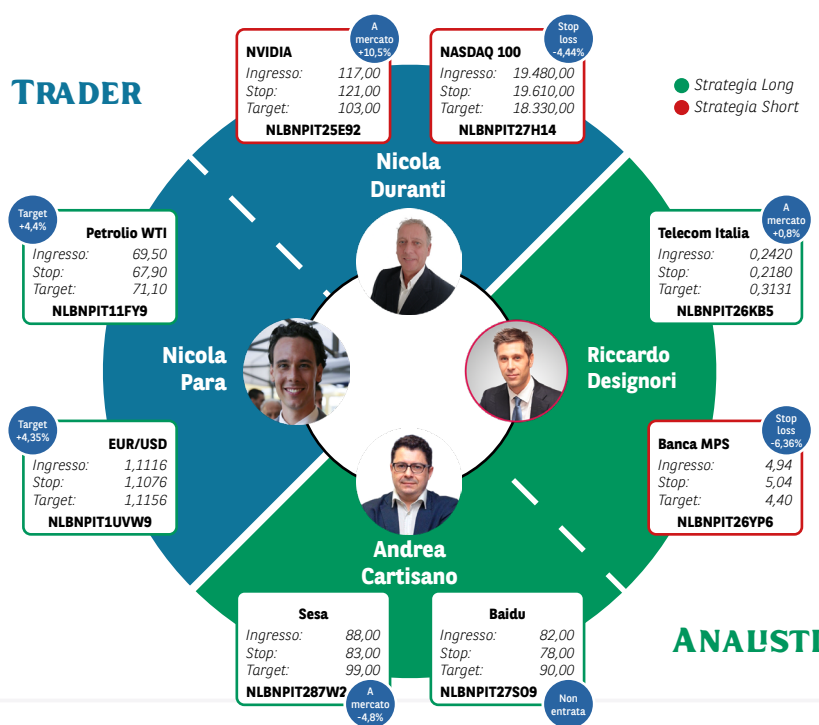 TRADER
A
mercato
+10,5%
NVIDIA
Ingresso: 117,00
Stop: 121,00
Target: 103,00
NLBNPIT25E92
Stop
loss
-4,44%
NASDAQ 100
Ingresso: 19.480,00
Stop: 19.610,00
Target: 18.330,00
NLBNPIT27H14
Strategia Long
Strategia Short
Nicola
Duranti
Target
+4,4%
Petrolio WTI
Ingresso: 69,50
Stop: 67,90
Target: 71,10
NLBNPIT11FY9
A
mercato
+0,8%
Telecom Italia
Ingresso: 0,2420
Stop: 0,2180
Target: 0,3131
NLBNPIT26KB5
Nicola
Para
Riccardo
Designori
Target
+4,35%
EUR/USD
Ingresso: 1,1116
Stop: 1,1076
Target: 1,1156
NLBNPIT1UVW9
Stop
loss
-6,36%
Banca MPS
Ingresso: 4,94
Stop: 5,04
Target: 4,40
NLBNPIT26YP6
Andrea
Cartisano
Sesa
Ingresso: 88,00
Stop: 83,00
Target: 99,00
NLBNPIT287W2
A
mercato
-4,8%
Baidu
Ingresso: 82,00
Stop: 78,00
Target: 90,00
NLBNPIT27SO9
Non
entrata
ANALISTI